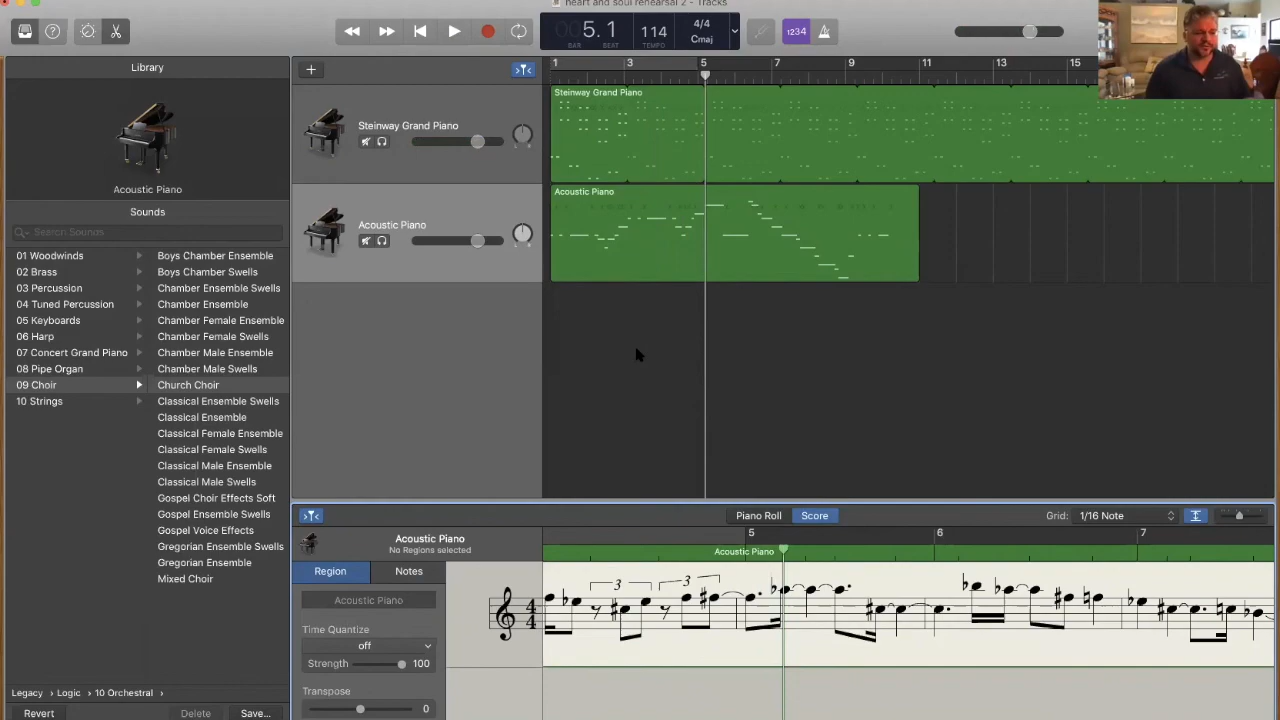 heart and soul rehearsal 2 - Tracks
005.1
BAR BEAT
114
TEMPO
4/4
Cmaj
1234
Library
Acoustic Piano
Sounds
Search Sounds
01 Woodwinds
02 Brass
03 Percussion
04 Tuned Percussion
05 Keyboards
06 Harp
07 Concert Grand Piano
08 Pipe Organ
09 Choir
10 Strings
Boys Chamber Ensemble
Boys Chamber Swells
Chamber Ensemble Swells
Chamber Ensemble
Chamber Female Ensemble
Chamber Female Swells
Chamber Male Ensemble
Chamber Male Swells
Church Choir
Classical Ensemble Swells
Classical Ensemble
Classical Female Ensemble
Classical Female Swells
Classical Male Ensemble
Classical Male Swells
Gospel Choir Effects Soft
Gospel Ensemble Swells
Gospel Voice Effects
Gregorian Ensemble Swells
Gregorian Ensemble
Mixed Choir
Legacy > Logic > 10 Orchestral >
Revert
Delete
Save...
1 3 5 7 9 11 13 15
Steinway Grand Piano
L R
Acoustic Piano
L R
Steinway Grand Piano
Acoustic Piano
Piano Roll
Score
Grid: 1/16 Note
Acoustic Piano
No Regions selected
Region
Notes
Acoustic Piano
Time Quantize
off
Strength 100
Transpose
0
5 6 7
Acoustic Piano
3 3
4
4